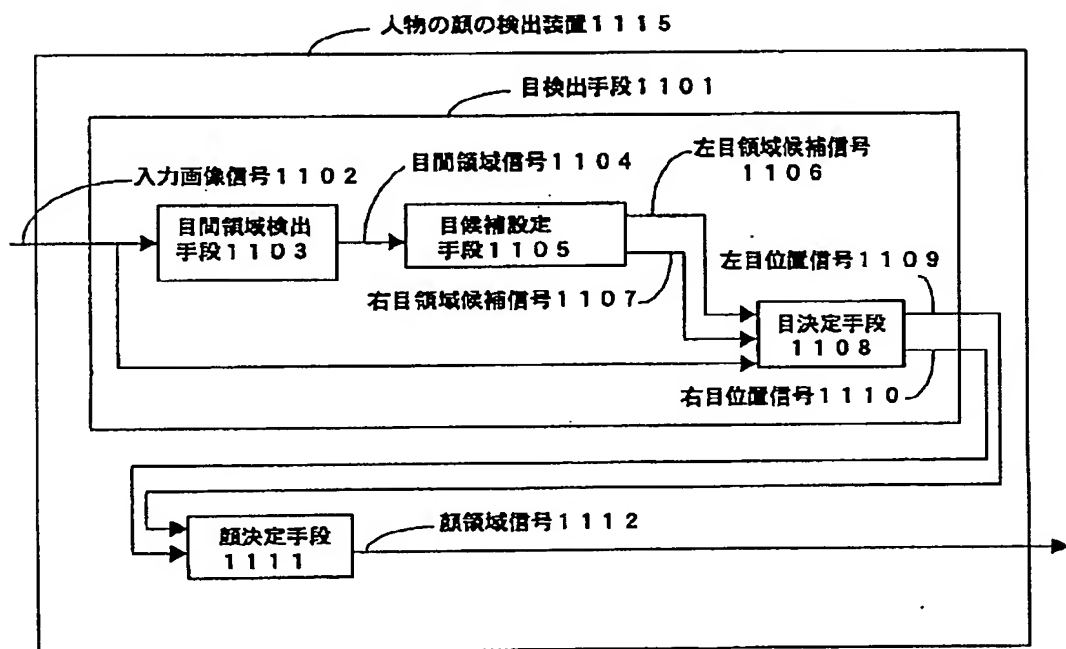 人物の顔の検出装置1115
目検出手段1101
入力画像信号1102
目間領域信号1104
左目領域候補信号
1106
目間領域検出
手段1103
目候補設定
手段1105
右目領域候補信号1107
左目位置信号1109
目決定手段
1108
右目位置信号1110
顔決定手段
1111
顔領域信号1112